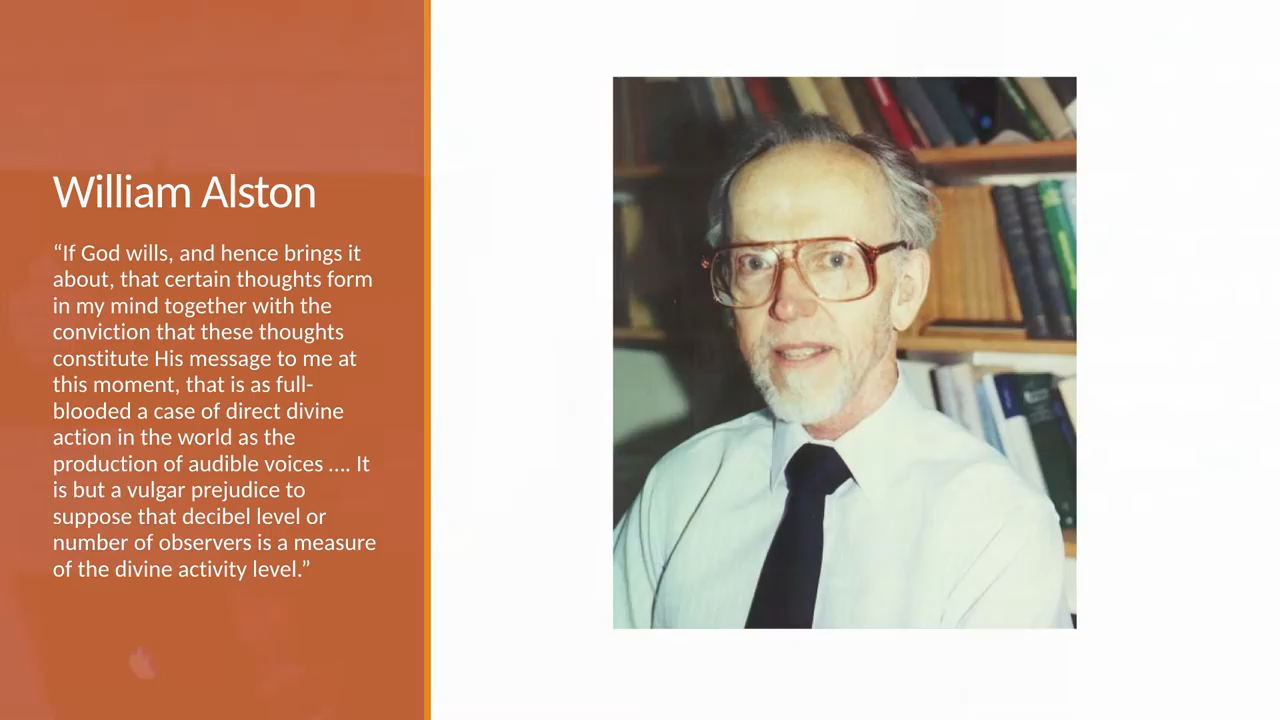 William Alston
“If God wills, and hence brings it
about, that certain thoughts form
in my mind together with the
conviction that these thoughts
constitute His message to me at
this moment, that is as full-
blooded a case of direct divine
action in the world as the
production of audible voices …. It
is but a vulgar prejudice to
suppose that decibel level or
number of observers is a measure
of the divine activity level.”